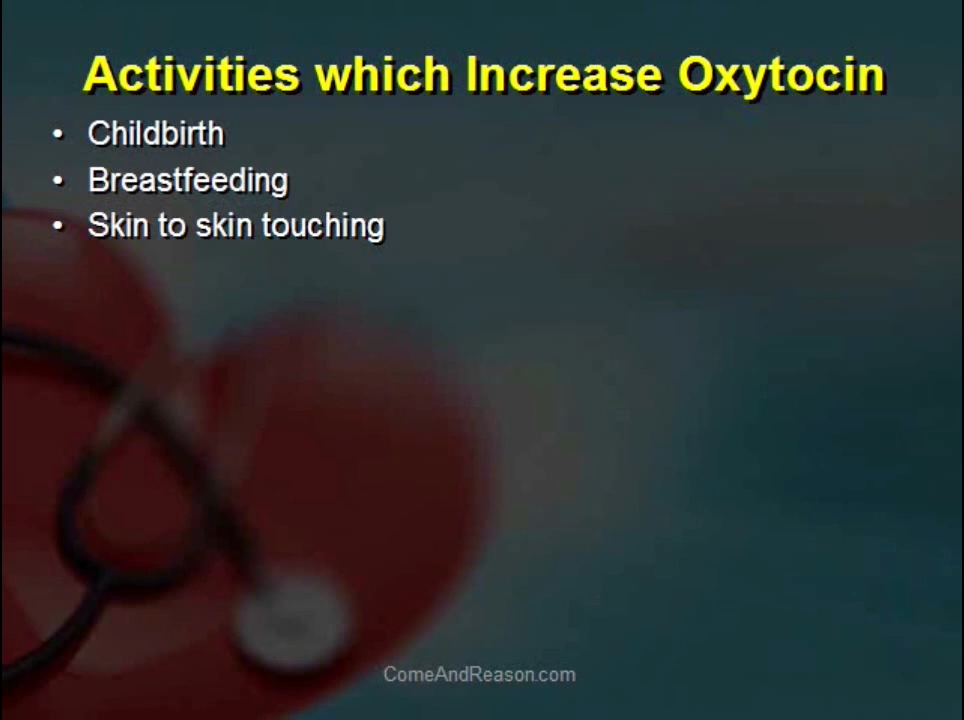 Activities which Increase Oxytocin
• Childbirth
• Breastfeeding
• Skin to skin touching
ComeAndReason.com